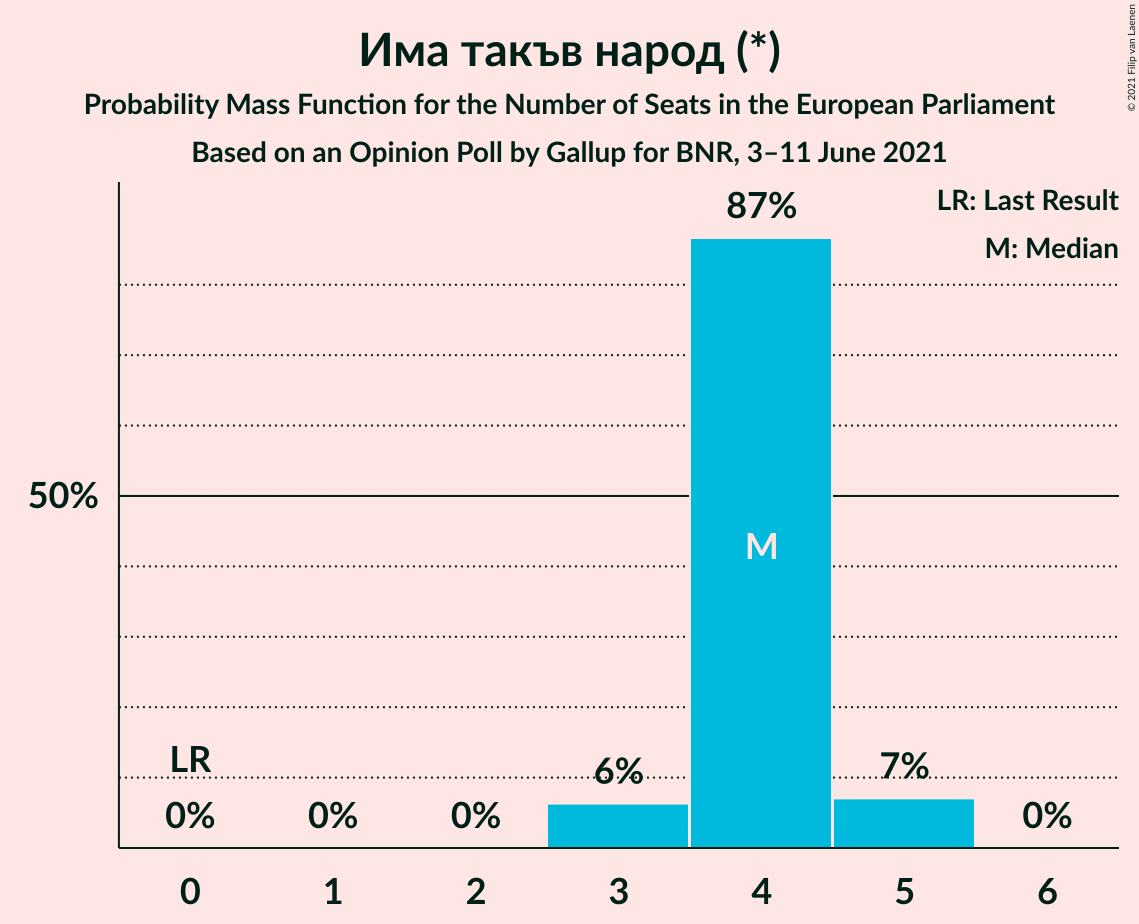 Има такъв народ (*)
Probability Mass Function for the Number of Seats in the European Parliament
Based on an Opinion Poll by Gallup for BNR, 3–11 June 2021
© 2021 Filip van Laenen
LR: Last Result
M: Median
87%
50%
M
LR
0%
0%
0%
6%
7%
0%
0
1
2
3
4
5
6